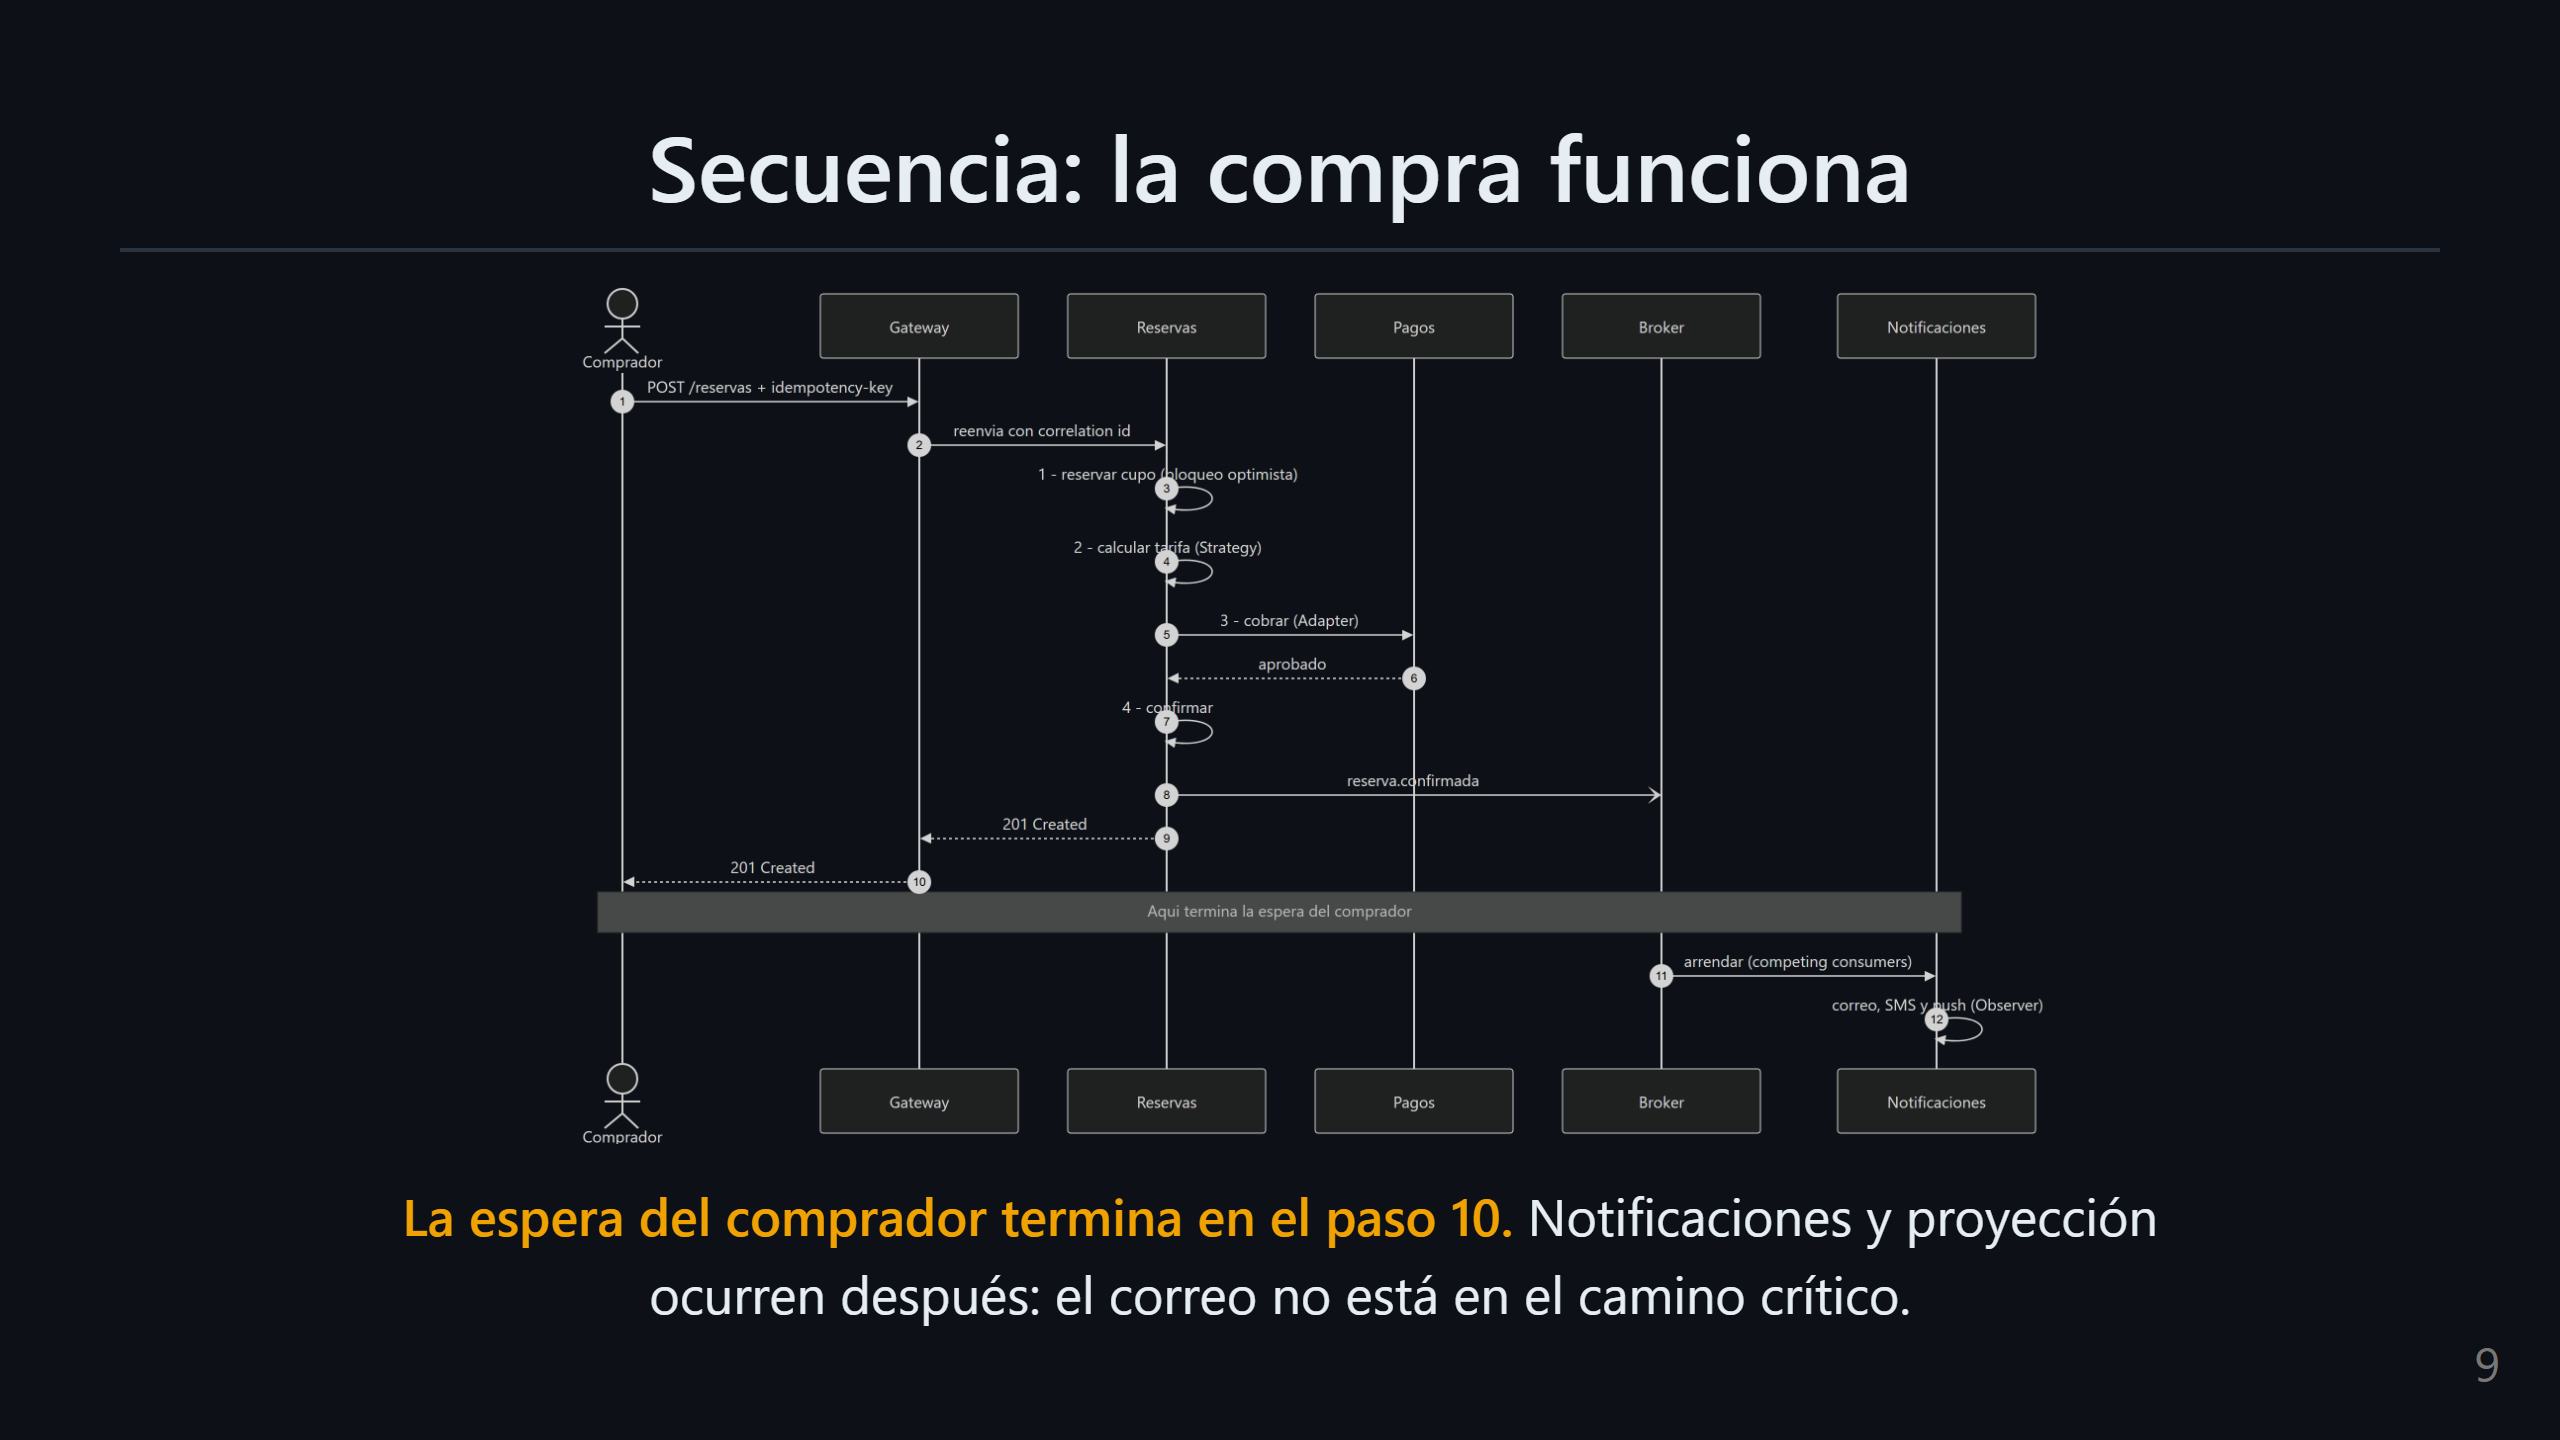 Secuencia: la compra funciona
Comprador
Gateway
Reservas
Pagos
Broker
Notificaciones
1 POST /reservas + idempotency-key
2 reenvia con correlation id
1 - reservar cupo (bloqueo optimista)
3
2 - calcular tarifa (Strategy)
4
3 - cobrar (Adapter)
5
aprobado
6
4 - confirmar
7
reserva.confirmada
8
201 Created
9
201 Created
10
Aqui termina la espera del comprador
arrendar (competing consumers)
11
correo, SMS y push (Observer)
12
Comprador
Gateway
Reservas
Pagos
Broker
Notificaciones
La espera del comprador termina en el paso 10. Notificaciones y proyección
ocurren después: el correo no está en el camino crítico.
9